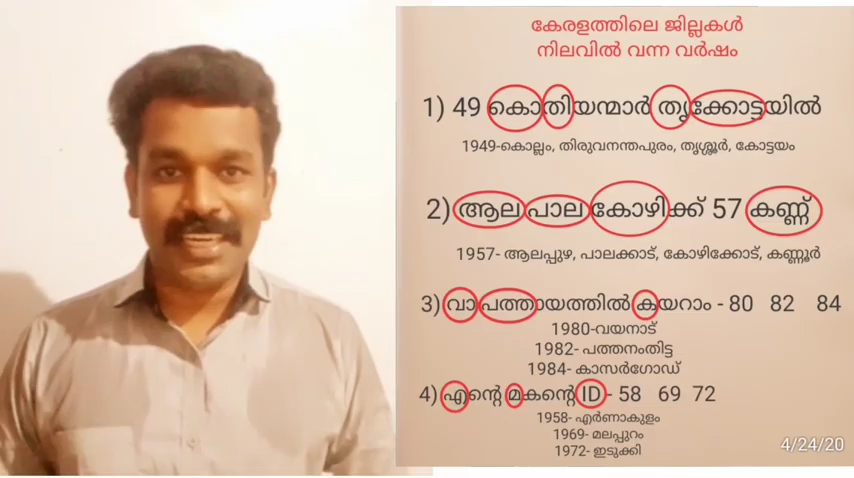 കേരളത്തിലെ ജില്ലകൾ
നിലവിൽ വന്ന വർഷം
1) 49 കൊതിയന്മാർ തൃക്കോട്ടയിൽ
1949-കൊല്ലം, തിരുവനന്തപുരം, തൃശ്ശൂർ, കോട്ടയം
2) ആല പാല കോഴിക്ക് 57 കണ്ണ്
1957- ആലപ്പുഴ, പാലക്കാട്, കോഴിക്കോട്, കണ്ണൂർ
3) വാപത്തായത്തിൽ കയറാം - 80 82 84
1980-വയനാട്
1982- പത്തനംതിട്ട
1984- കാസർഗോഡ്
4) എന്റെ മകന്റെ ID - 58 69 72
1958- എർണാകുളം
1969- മലപ്പുറം
1972- ഇടുക്കി
4/24/20